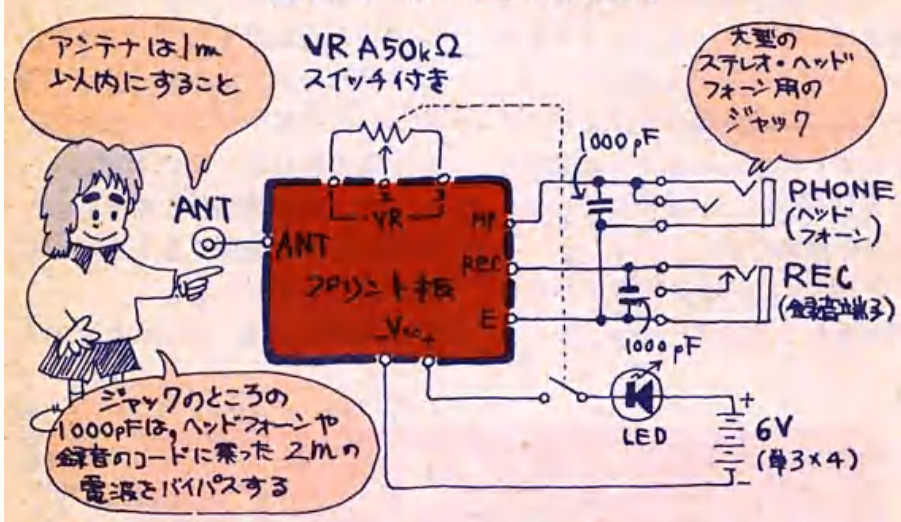 アンテナは1m
以内にすること
VR A50kΩ
スイッチ付き
大型の
ステレオ・ヘッド
フォーン用の
ジャック
1000pF
1 2 3
VR
ANT
ANT
HP
PHONE
(ヘッド
フォーン)
REC
REC
(録音端子)
プリント板
E
-Vcc+
1000pF
ジャックのところの
1000pFは,ヘッドフォーンや
録音のコードに乗った2mの
電波をバイパスする
LED
+
6V
(単3×4)
-